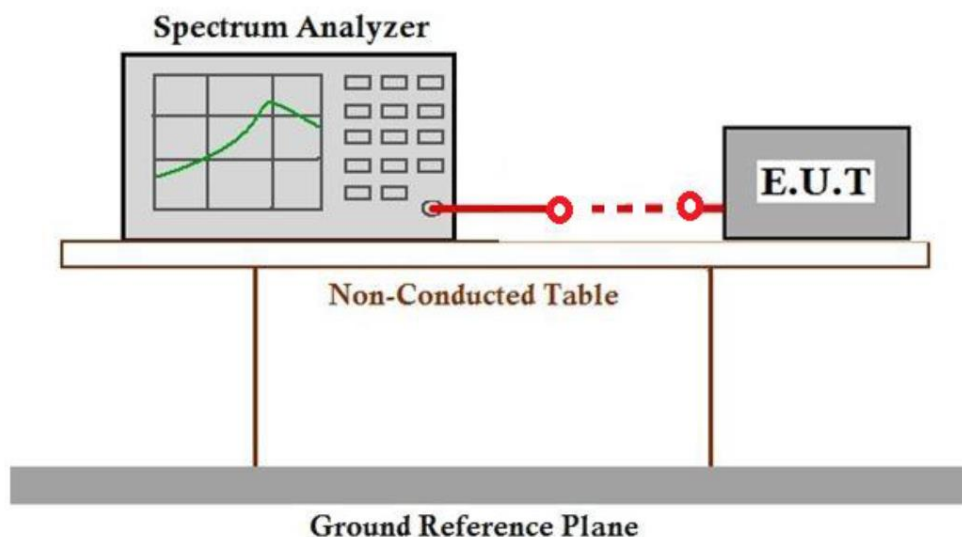 Spectrum Analyzer
E.U.T
Non-Conducted Table
Ground Reference Plane